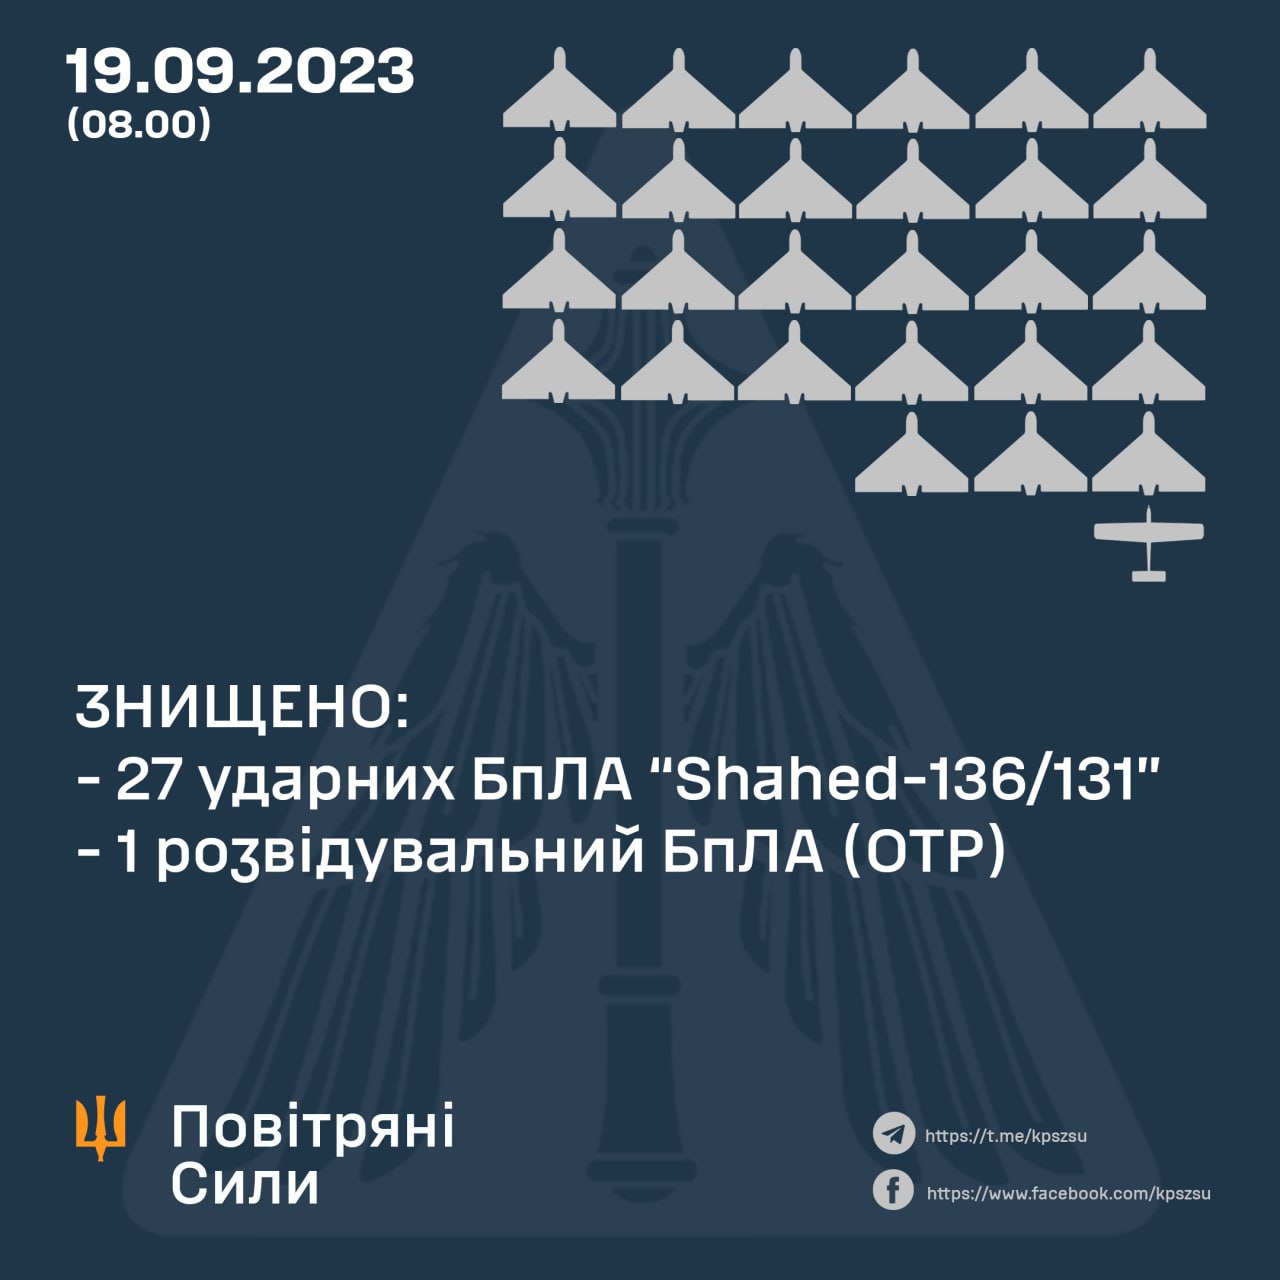 19.09.2023
(08.00)
ЗНИЩЕНО:
- 27 ударних БпЛА “Shahed-136/131”
- 1 розвідувальний БпЛА (ОТР)
Повітряні
Сили
https://t.me/kpszsu
https://www.facebook.com/kpszsu